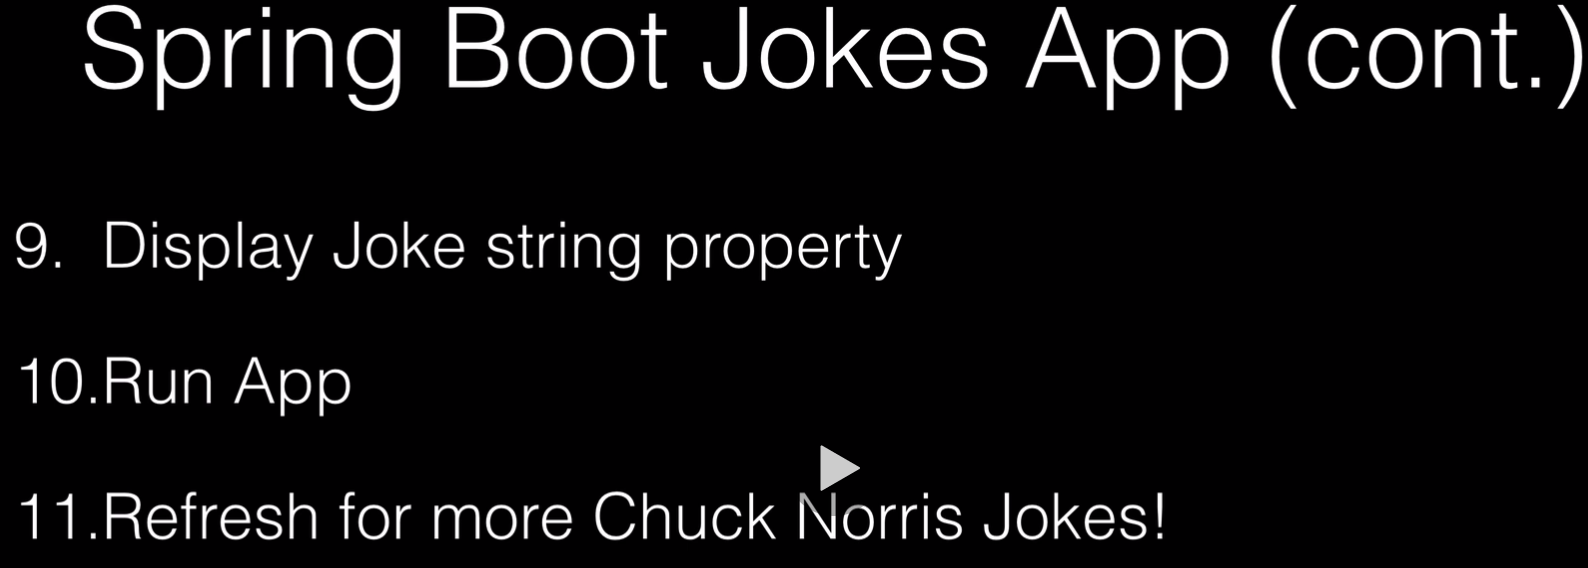 Spring Boot Jokes App (cont.)
9. Display Joke string property
10.Run App
11.Refresh for more Chuck Norris Jokes!